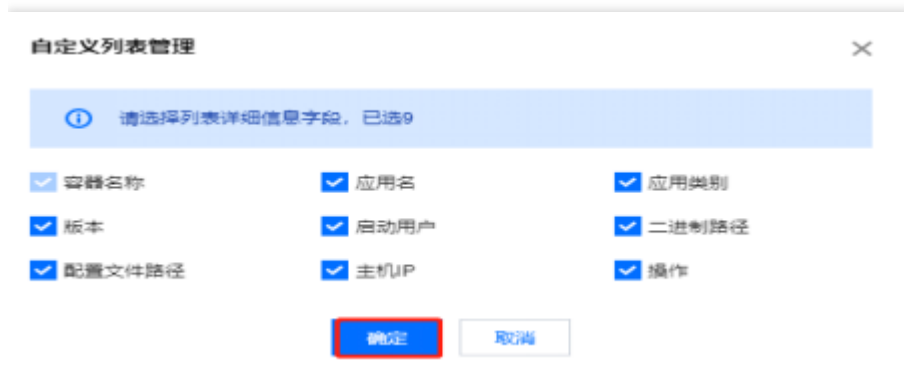 自定义列表管理
请选择列表详细信息字段，已选9
容器名称 应用名 应用类别
版本 启动用户 二进制路径
配置文件路径 主机IP 操作
确定 取消